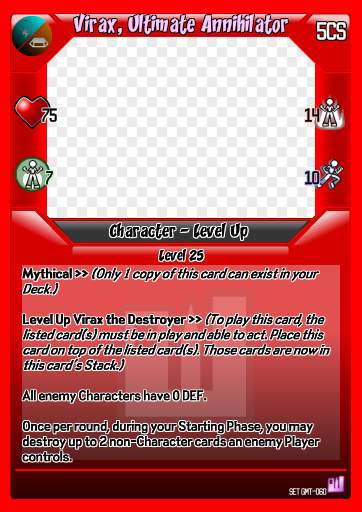 Virax, Ultimate Annihilator
5CS
75
14
7
10
Character - Level Up
Level 25
Mythical >> (Only 1 copy of this card can exist in your
Deck.)
Level Up Virax the Destroyer >> (To play this card, the
listed card(s) must be in play and able to act. Place this
card on top of the listed card(s). Those cards are now in
this card's Stack.)
All enemy Characters have 0 DEF.
Once per round, during your Starting Phase, you may
destroy up to 2 non-Character cards an enemy Player
controls.
SET GMT-060